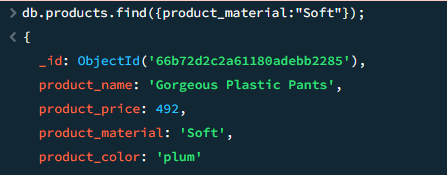 > db.products.find({product_material:"Soft"});
< {
_id: ObjectId('66b72d2c2a61180adebb2285'),
product_name: 'Gorgeous Plastic Pants',
product_price: 492,
product_material: 'Soft',
product_color: 'plum'